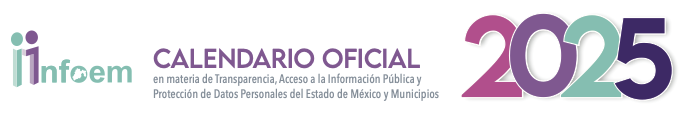 infoem
CALENDARIO OFICIAL
en materia de Transparencia, Acceso a la Información Pública y
Protección de Datos Personales del Estado de México y Municipios
2025